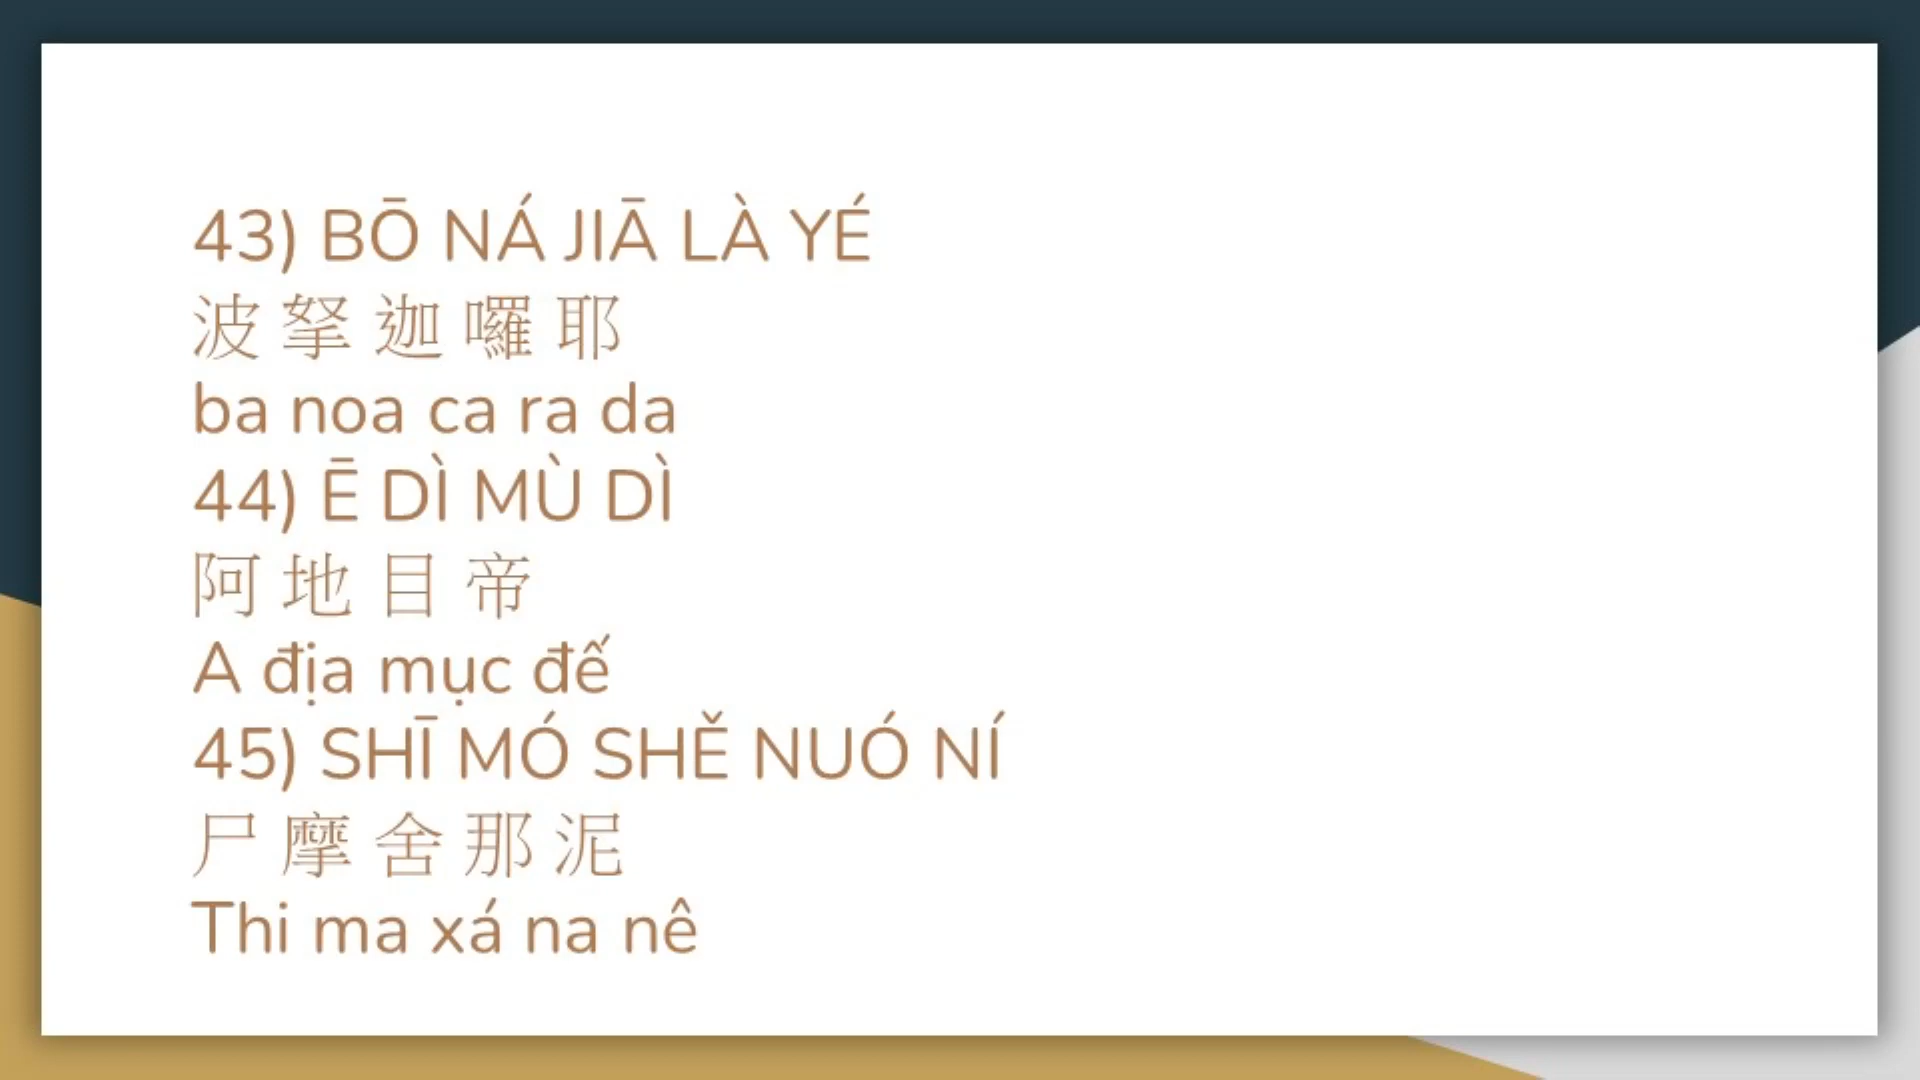 43) BŌ NÁ JIĀ LÀ YÉ
波 拏 迦 囉 耶
ba noa ca ra da
44) Ē DÌ MÙ DÌ
阿 地 目 帝
A địa mục đế
45) SHĪ MÓ SHĚ NUÓ NÍ
尸 摩 舍 那 泥
Thi ma xá na nê